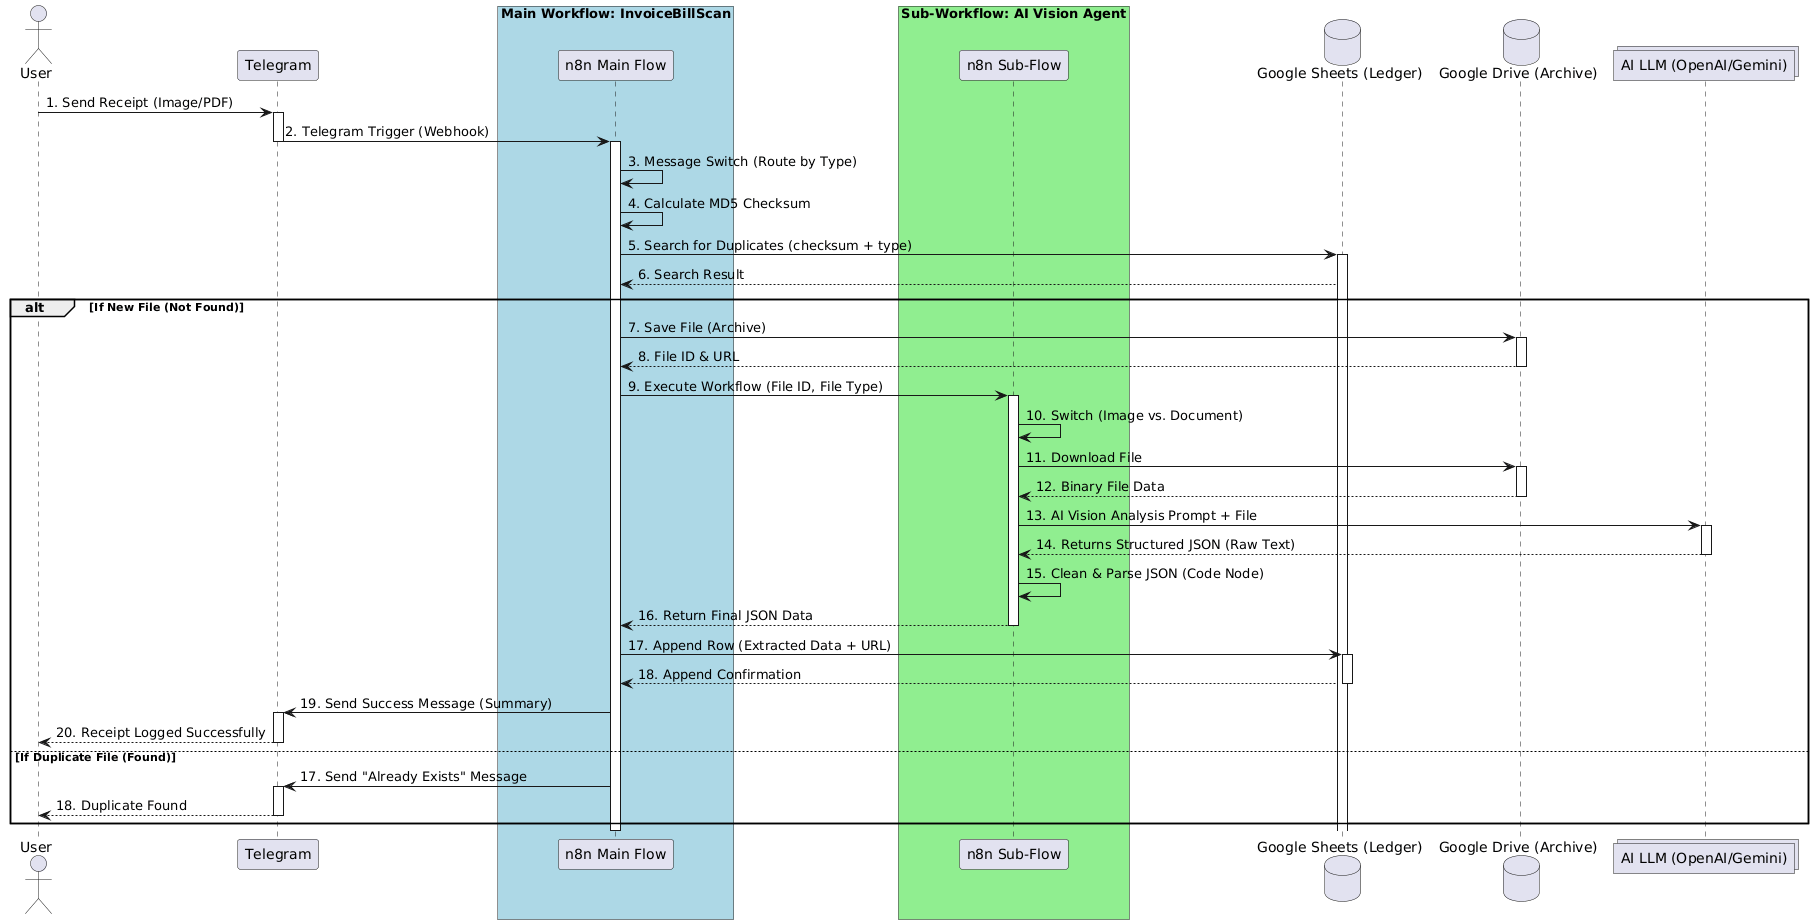 Main Workflow: InvoiceBillScan
Sub-Workflow: AI Vision Agent
User
Telegram
n8n Main Flow
n8n Sub-Flow
Google Sheets (Ledger)
Google Drive (Archive)
AI LLM (OpenAI/Gemini)
1. Send Receipt (Image/PDF)
2. Telegram Trigger (Webhook)
3. Message Switch (Route by Type)
4. Calculate MD5 Checksum
5. Search for Duplicates (checksum + type)
6. Search Result
alt
[If New File (Not Found)]
7. Save File (Archive)
8. File ID & URL
9. Execute Workflow (File ID, File Type)
10. Switch (Image vs. Document)
11. Download File
12. Binary File Data
13. AI Vision Analysis Prompt + File
14. Returns Structured JSON (Raw Text)
15. Clean & Parse JSON (Code Node)
16. Return Final JSON Data
17. Append Row (Extracted Data + URL)
18. Append Confirmation
19. Send Success Message (Summary)
20. Receipt Logged Successfully
[If Duplicate File (Found)]
17. Send "Already Exists" Message
18. Duplicate Found
User
Telegram
n8n Main Flow
n8n Sub-Flow
Google Sheets (Ledger)
Google Drive (Archive)
AI LLM (OpenAI/Gemini)